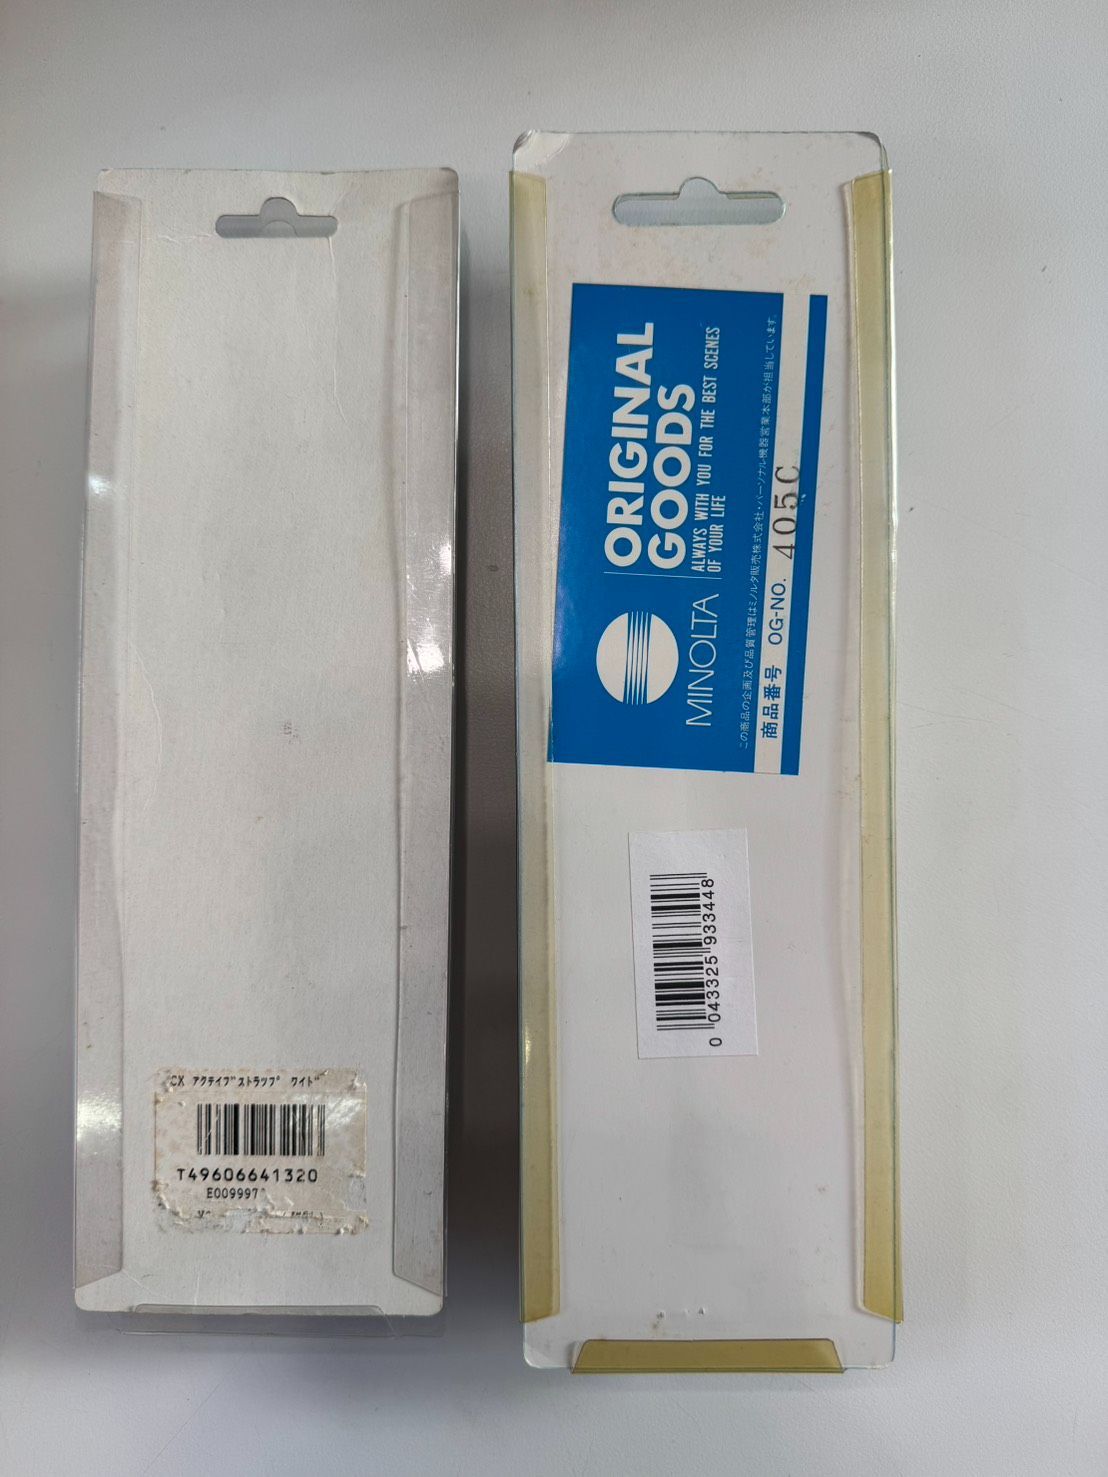 CX アクティブストラップ ワイド
T49606641320
E009997
MINOLTA
ORIGINAL
GOODS
ALWAYS WITH YOU FOR THE BEST SCENES
OF YOUR LIFE
この商品の企画及び品質管理はミノルタ販売株式会社・パーソナル機器営業本部が担当しています。
商品番号 OG-NO. 405C
0 043325 933448